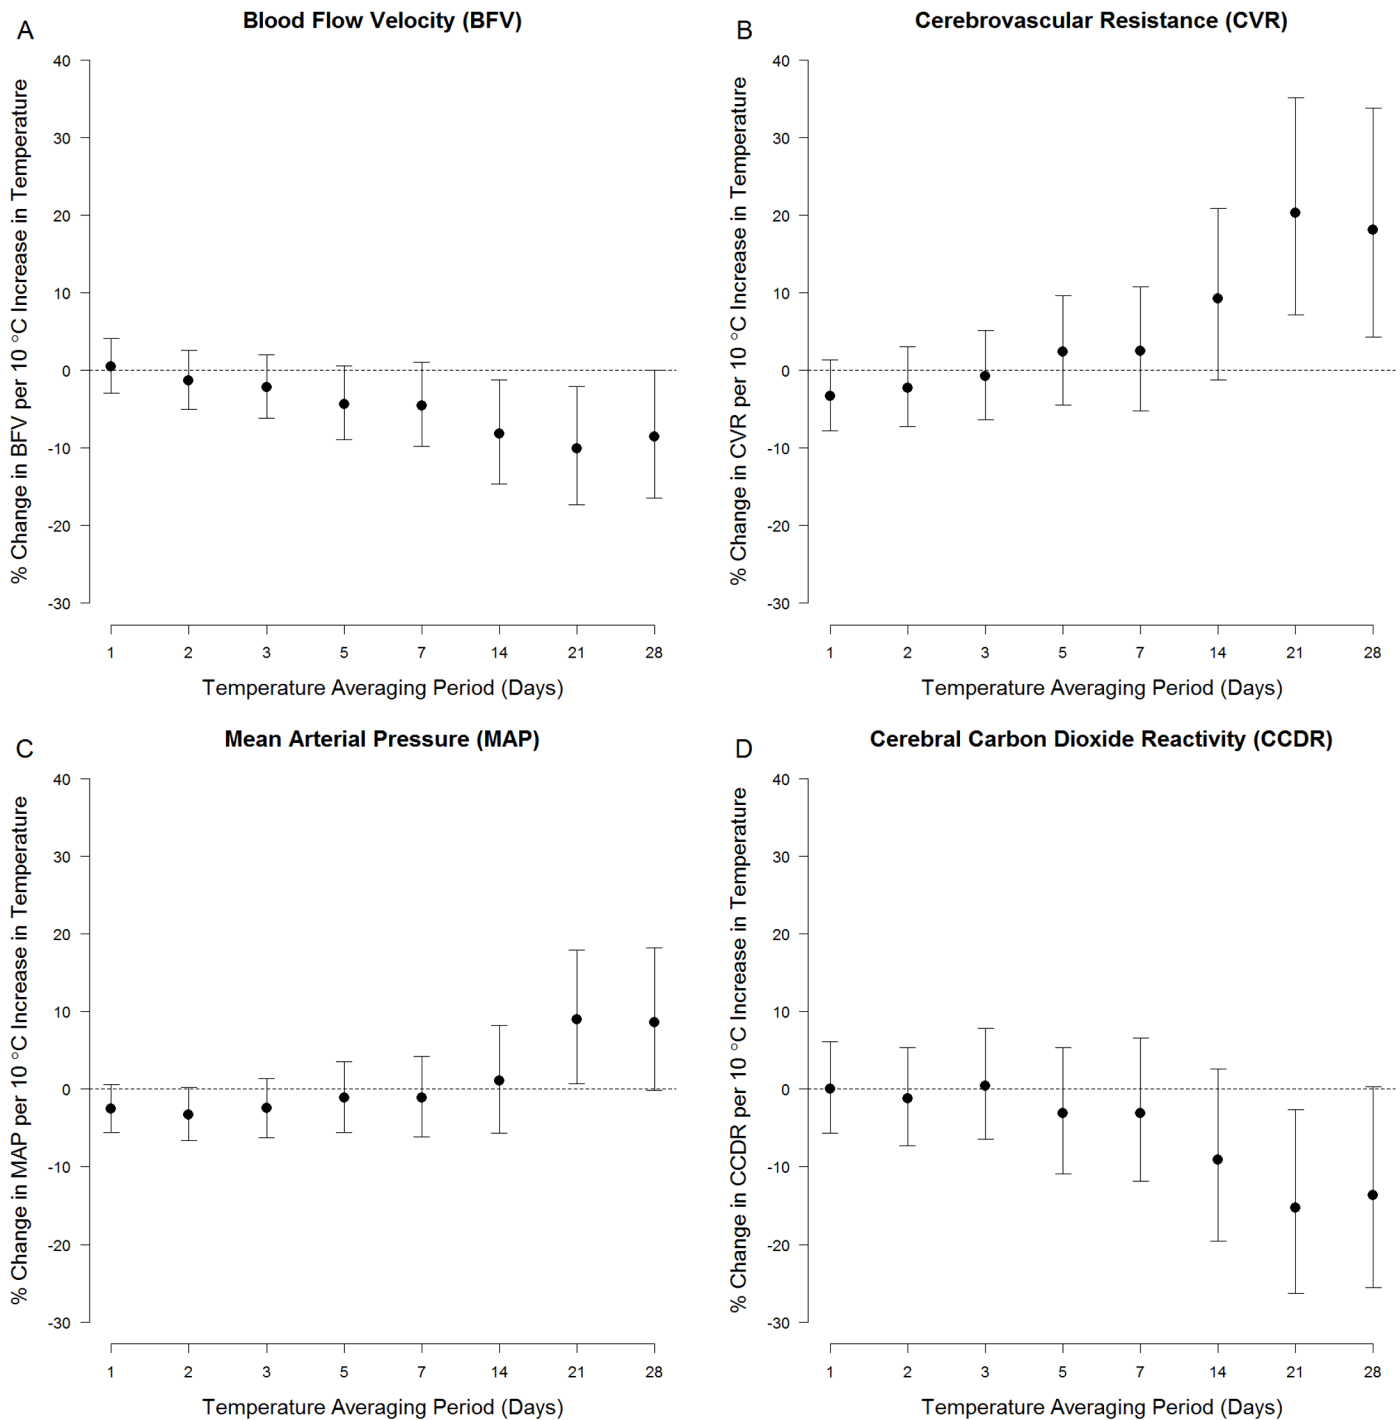 A
Blood Flow Velocity (BFV)
% Change in BFV per 10 °C Increase in Temperature
40
30
20
10
0
-10
-20
-30
1 2 3 5 7 14 21 28
Temperature Averaging Period (Days)
B
Cerebrovascular Resistance (CVR)
% Change in CVR per 10 °C Increase in Temperature
40
30
20
10
0
-10
-20
-30
1 2 3 5 7 14 21 28
Temperature Averaging Period (Days)
C
Mean Arterial Pressure (MAP)
% Change in MAP per 10 °C Increase in Temperature
40
30
20
10
0
-10
-20
-30
1 2 3 5 7 14 21 28
Temperature Averaging Period (Days)
D
Cerebral Carbon Dioxide Reactivity (CCDR)
% Change in CCDR per 10 °C Increase in Temperature
40
30
20
10
0
-10
-20
-30
1 2 3 5 7 14 21 28
Temperature Averaging Period (Days)